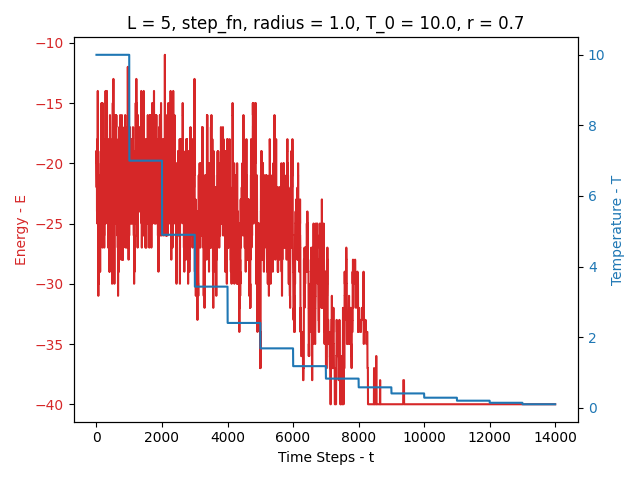 L = 5, step_fn, radius = 1.0, T_0 = 10.0, r = 0.7
−10
−15
−20
−25
−30
−35
−40
Energy - E
10
8
6
4
2
0
Temperature - T
0 2000 4000 6000 8000 10000 12000 14000
Time Steps - t